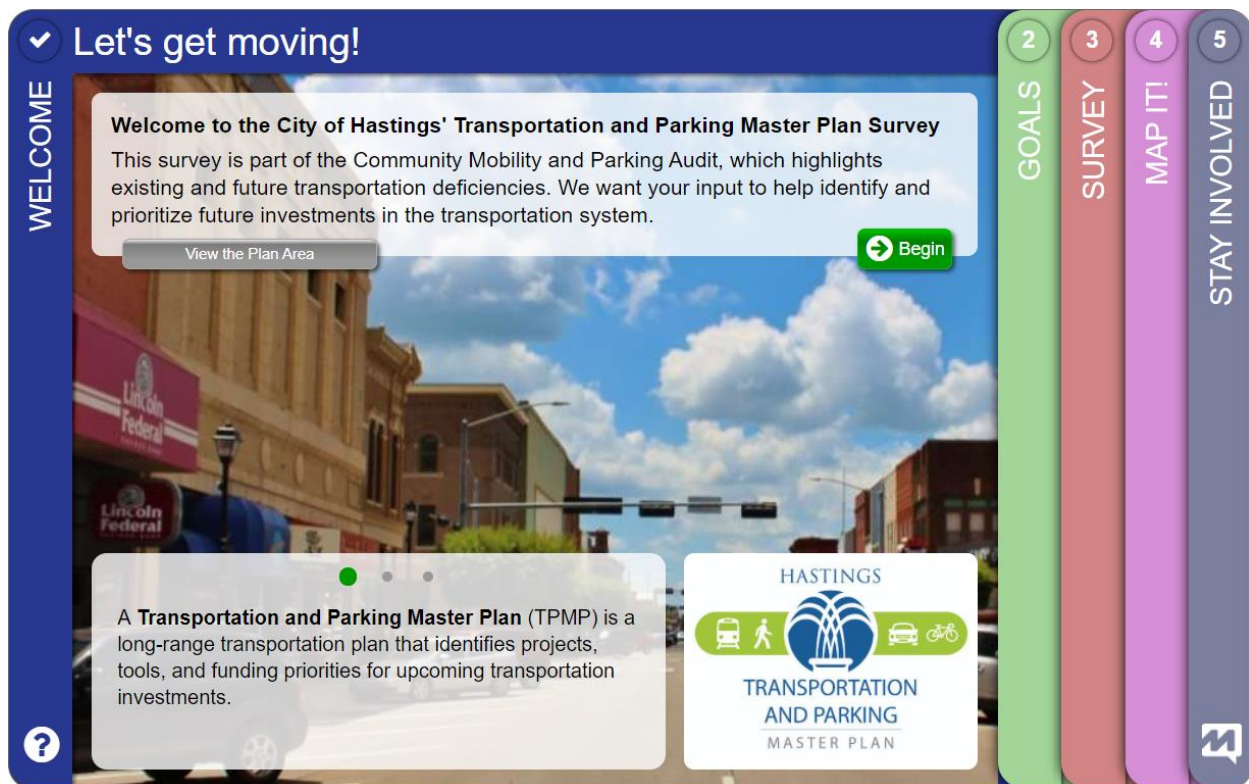 Let's get moving!
WELCOME
Welcome to the City of Hastings' Transportation and Parking Master Plan Survey
This survey is part of the Community Mobility and Parking Audit, which highlights
existing and future transportation deficiencies. We want your input to help identify and
prioritize future investments in the transportation system.
View the Plan Area
Begin
Lincoln
Federal
Lincoln
Federal
A Transportation and Parking Master Plan (TPMP) is a
long-range transportation plan that identifies projects,
tools, and funding priorities for upcoming transportation
investments.
HASTINGS
TRANSPORTATION
AND PARKING
MASTER PLAN
?
2
GOALS
3
SURVEY
4
MAP IT!
5
STAY INVOLVED